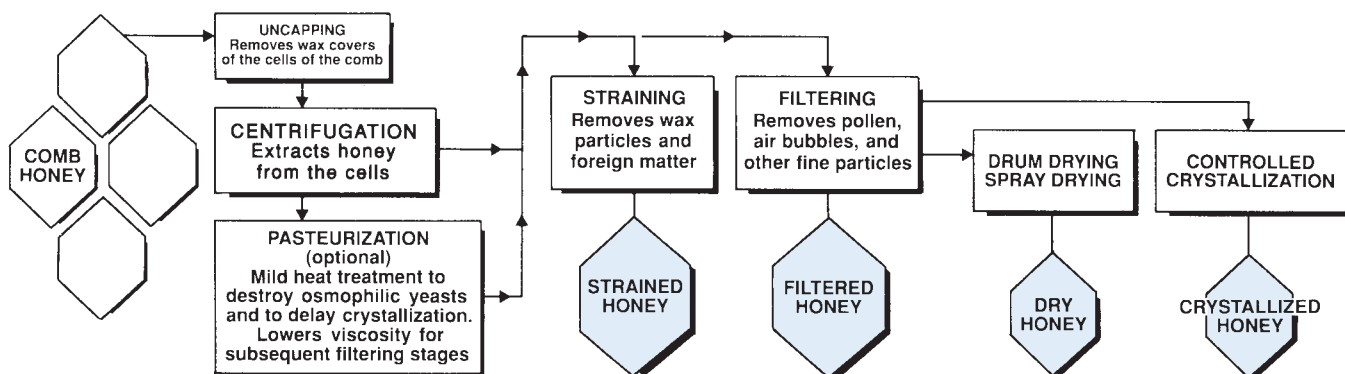 COMB
HONEY
UNCAPPING
Removes wax covers
of the cells of the comb
CENTRIFUGATION
Extracts honey
from the cells
PASTEURIZATION
(optional)
Mild heat treatment to
destroy osmophilic yeasts
and to delay crystallization.
Lowers viscosity for
subsequent filtering stages
STRAINING
Removes wax
particles and
foreign matter
STRAINED
HONEY
FILTERING
Removes pollen,
air bubbles, and
other fine particles
FILTERED
HONEY
DRUM DRYING
SPRAY DRYING
DRY
HONEY
CONTROLLED
CRYSTALLIZATION
CRYSTALLIZED
HONEY